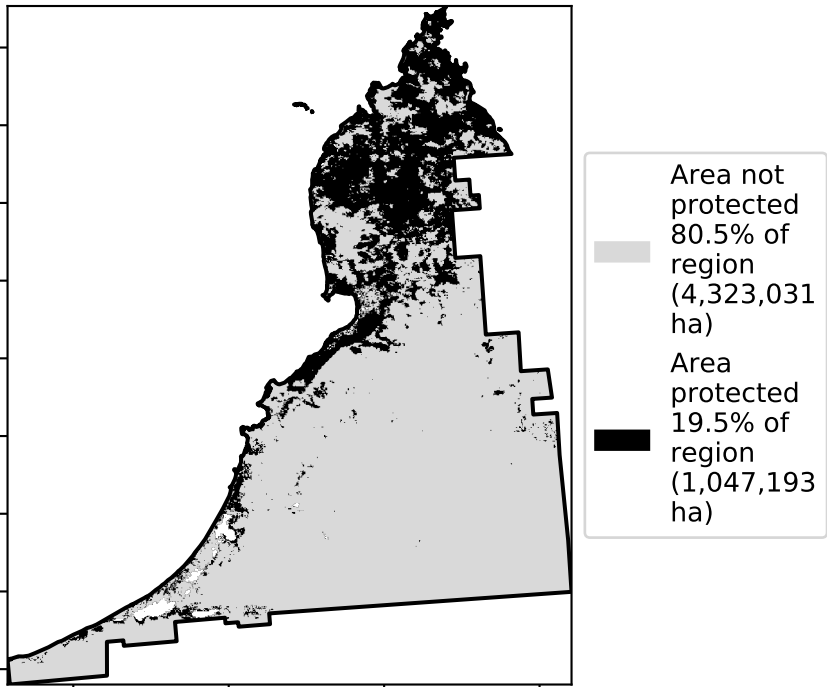 Area not
protected
80.5% of
region
(4,323,031
ha)
Area
protected
19.5% of
region
(1,047,193
ha)